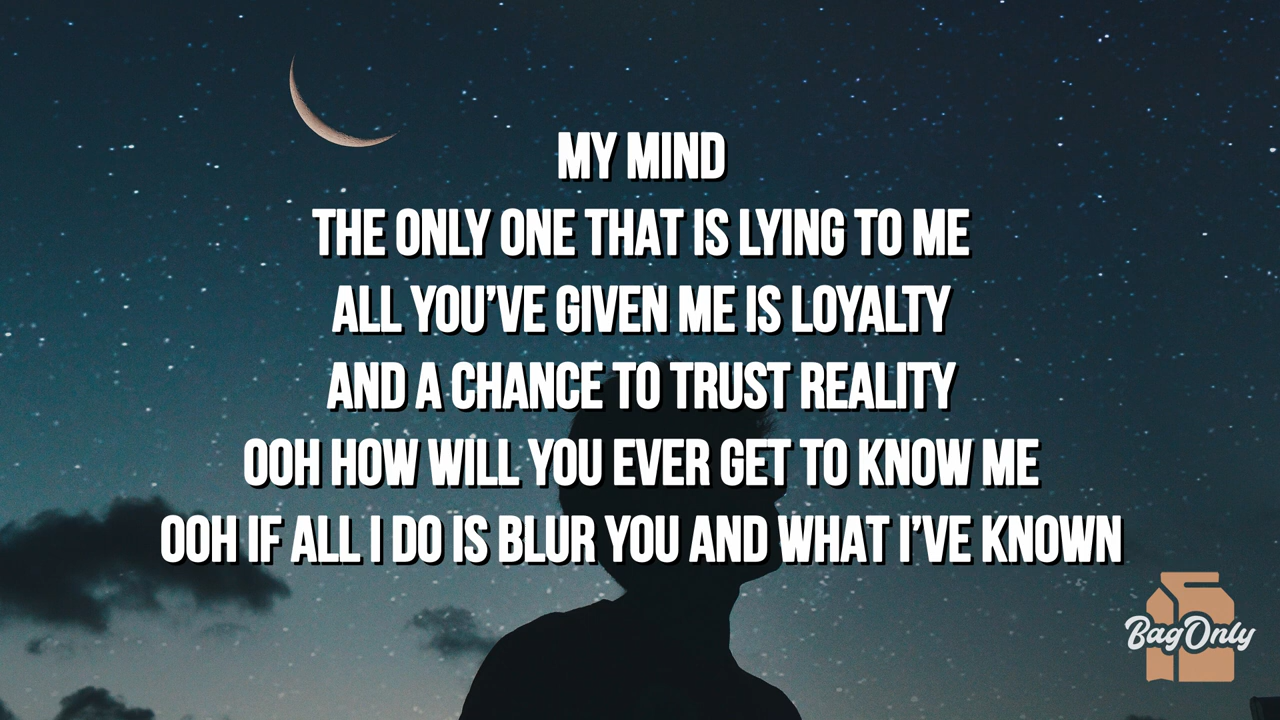 MY MIND
THE ONLY ONE THAT IS LYING TO ME
ALL YOU’VE GIVEN ME IS LOYALTY
AND A CHANCE TO TRUST REALITY
OOH HOW WILL YOU EVER GET TO KNOW ME
OOH IF ALL I DO IS BLUR YOU AND WHAT I’VE KNOWN
BagOnly